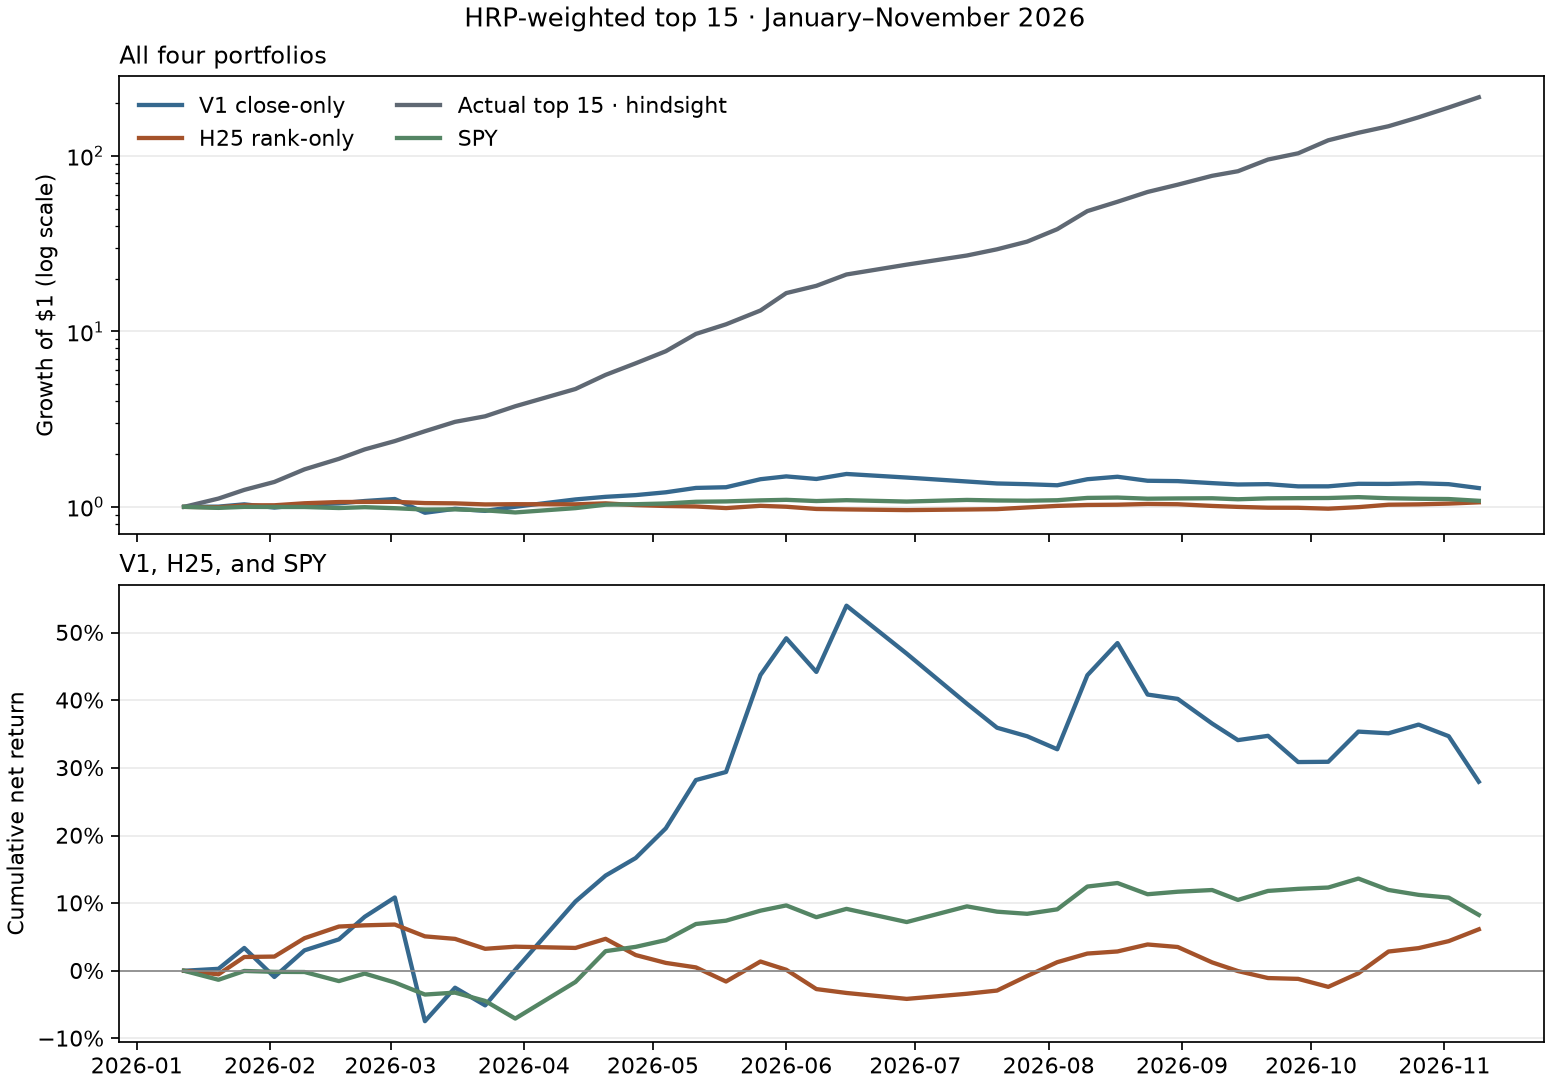 HRP-weighted top 15 · January–November 2026
All four portfolios
V1 close-only
H25 rank-only
Actual top 15 · hindsight
SPY
Growth of $1 (log scale)
10²
10¹
10⁰
V1, H25, and SPY
Cumulative net return
50%
40%
30%
20%
10%
0%
−10%
2026-01 2026-02 2026-03 2026-04 2026-05 2026-06 2026-07 2026-08 2026-09 2026-10 2026-11